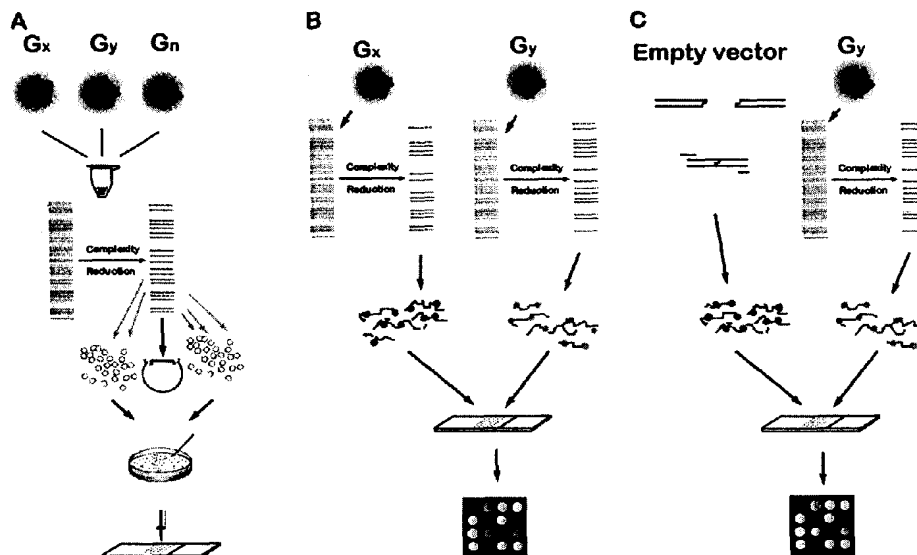 A
Gx Gy Gn
Complexity
Reduction
B
Gx Gy
Complexity
Reduction
Complexity
Reduction
C
Empty vector Gy
Complexity
Reduction